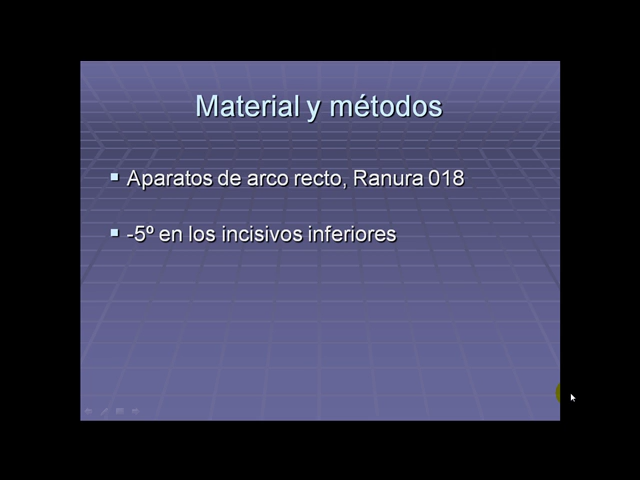 Material y métodos
Aparatos de arco recto, Ranura 018
-5º en los incisivos inferiores